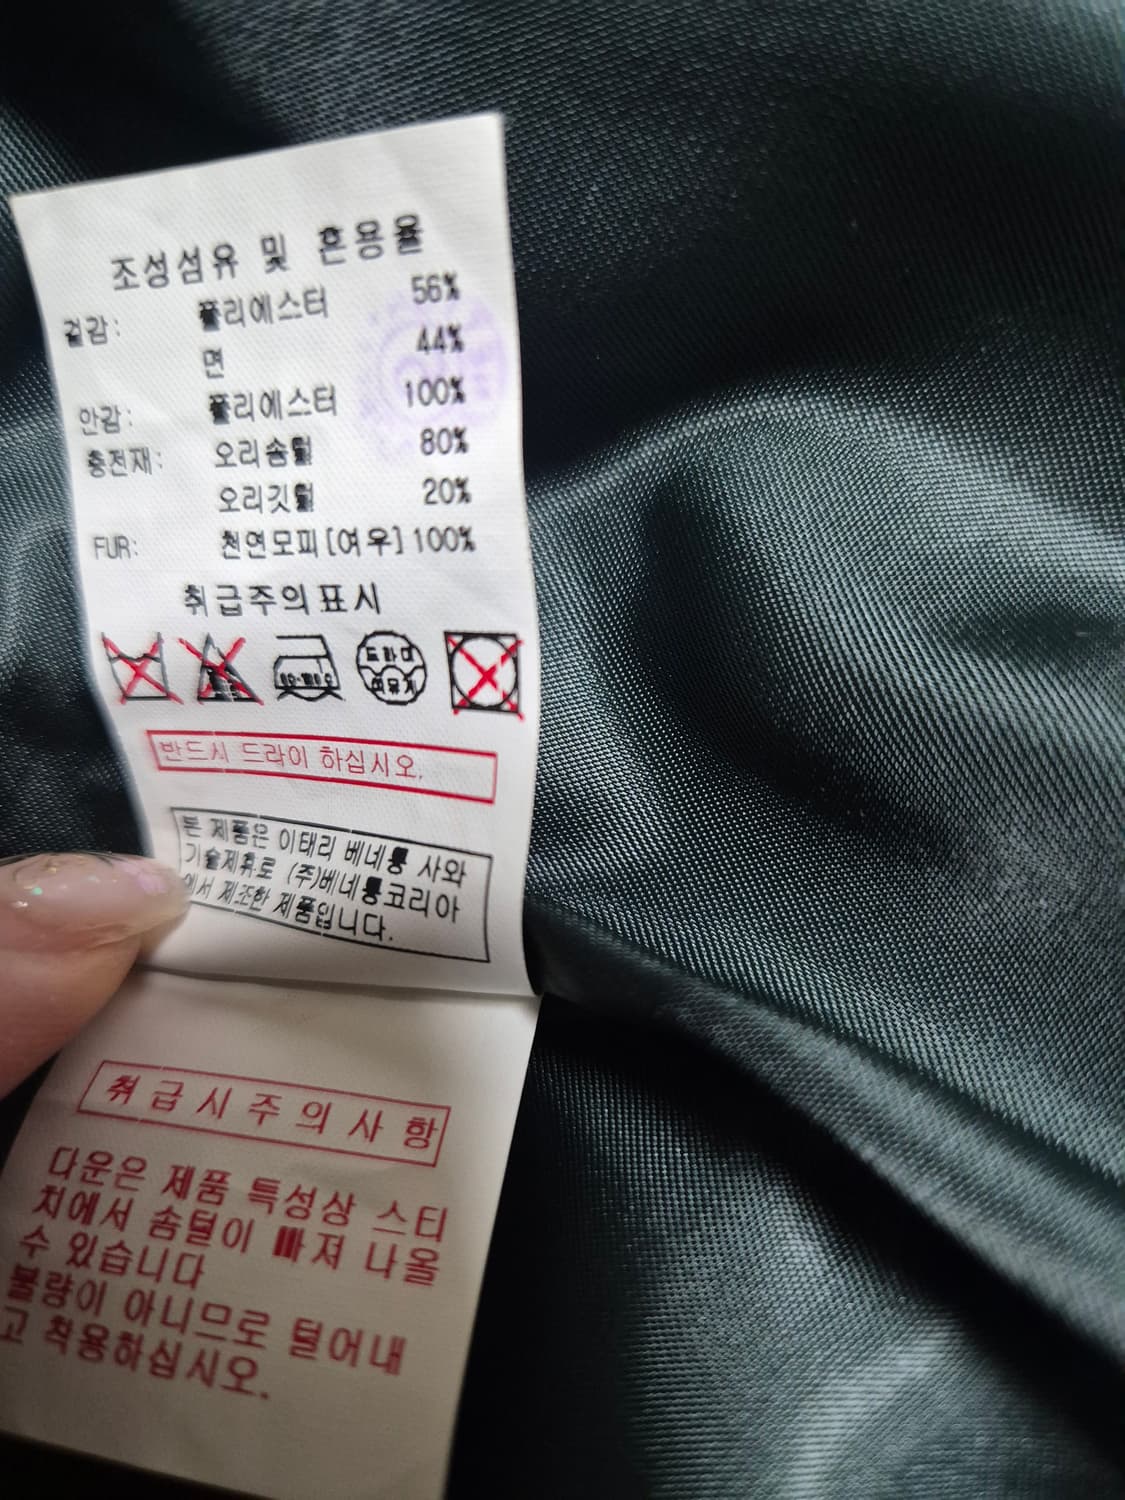 조성섬유 및 혼용율
겉감: 폴리에스터 56%
면 44%
안감: 폴리에스터 100%
충전재: 오리솜털 80%
오리깃털 20%
FUR: 천연모피[여우] 100%
취급주의표시
드라이
반드시 드라이 하십시오.
본 제품은 이태리 베네통 사와
기술제휴로 (주)베네통코리아
에서 제조한 제품입니다.
취급시주의사항
다운은 제품 특성상 스티
치에서 솜털이 빠져 나올
수 있습니다
불량이 아니므로 털어내
고 착용하십시오.